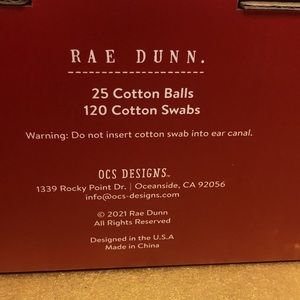 RAE DUNN.
25 Cotton Balls
120 Cotton Swabs
Warning: Do not insert cotton swab into ear canal.
OCS DESIGNS™
1339 Rocky Point Dr. | Oceanside, CA 92056
info@ocs-designs.com
© 2021 Rae Dunn
All Rights Reserved
Designed in the U.S.A
Made in China